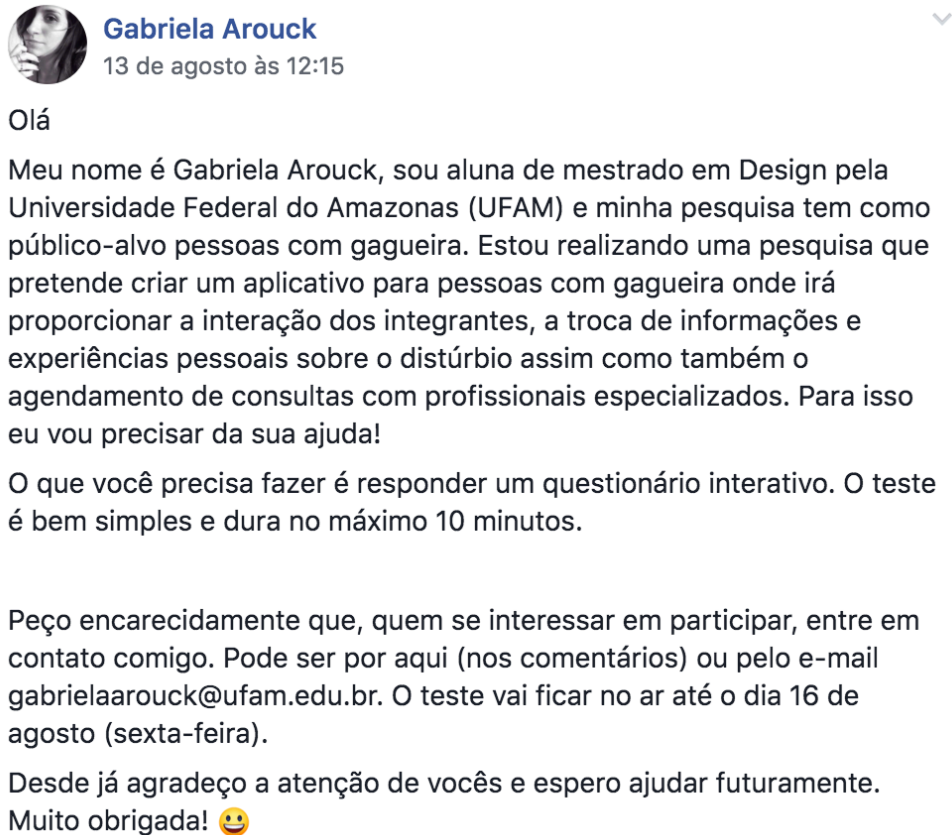 Gabriela Arouck
13 de agosto às 12:15
Olá
Meu nome é Gabriela Arouck, sou aluna de mestrado em Design pela
Universidade Federal do Amazonas (UFAM) e minha pesquisa tem como
público-alvo pessoas com gagueira. Estou realizando uma pesquisa que
pretende criar um aplicativo para pessoas com gagueira onde irá
proporcionar a interação dos integrantes, a troca de informações e
experiências pessoais sobre o distúrbio assim como também o
agendamento de consultas com profissionais especializados. Para isso
eu vou precisar da sua ajuda!
O que você precisa fazer é responder um questionário interativo. O teste
é bem simples e dura no máximo 10 minutos.
Peço encarecidamente que, quem se interessar em participar, entre em
contato comigo. Pode ser por aqui (nos comentários) ou pelo e-mail
gabrielaarouck@ufam.edu.br. O teste vai ficar no ar até o dia 16 de
agosto (sexta-feira).
Desde já agradeço a atenção de vocês e espero ajudar futuramente.
Muito obrigada! 😀